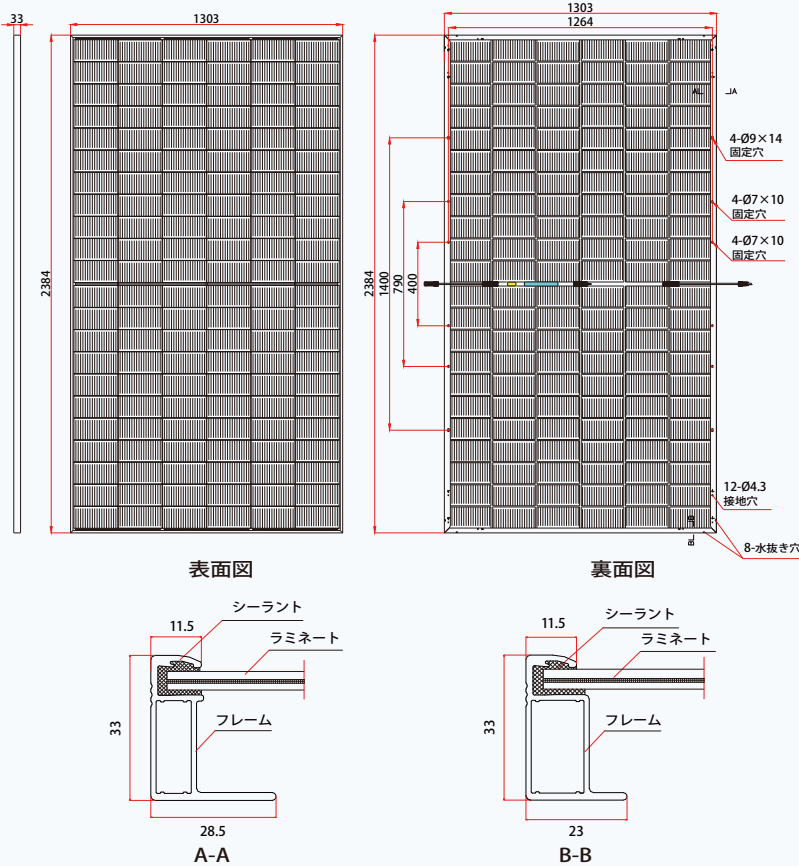 33
1303
2384
表面図
1303
1264
2384
1400
790
400
AL
JA
4-Ø9×14
固定穴
4-Ø7×10
固定穴
4-Ø7×10
固定穴
12-Ø4.3
接地穴
8-水抜き穴
BL
JB
裏面図
11.5
シーラント
ラミネート
フレーム
33
28.5
A-A
11.5
シーラント
ラミネート
フレーム
33
23
B-B